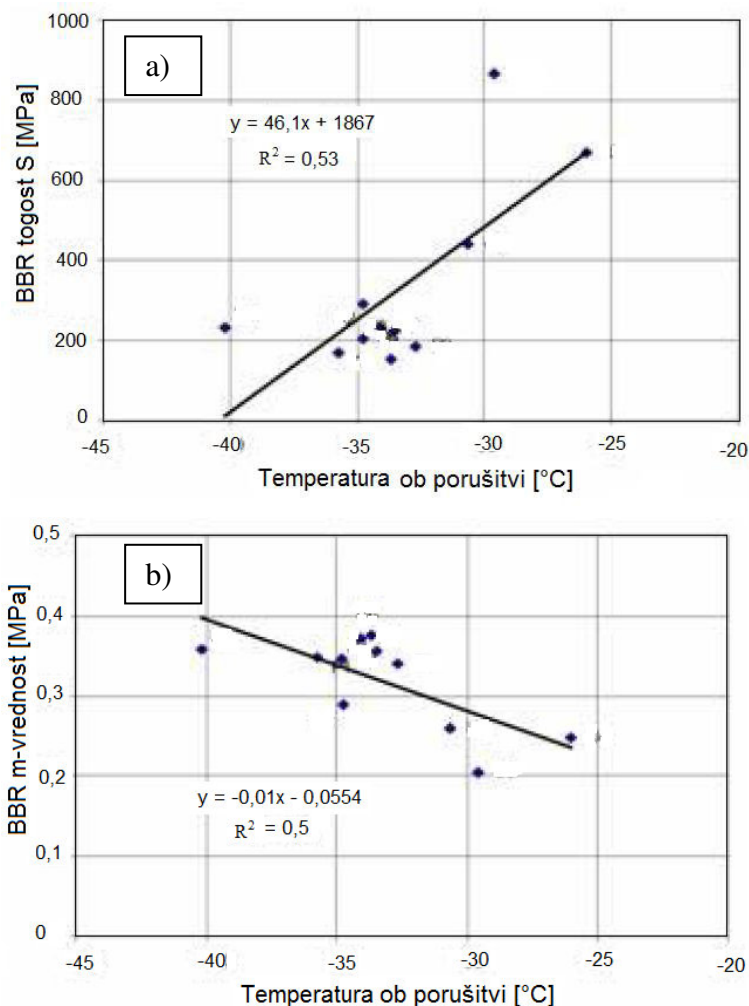 a)
1000
800
600
400
200
0
BBR togost S [MPa]
y = 46,1x + 1867
R² = 0,53
-45 -40 -35 -30 -25 -20
Temperatura ob porušitvi [°C]
b)
0,5
0,4
0,3
0,2
0,1
0
BBR m-vrednost [MPa]
y = -0,01x - 0,0554
R² = 0,5
-45 -40 -35 -30 -25 -20
Temperatura ob porušitvi [°C]